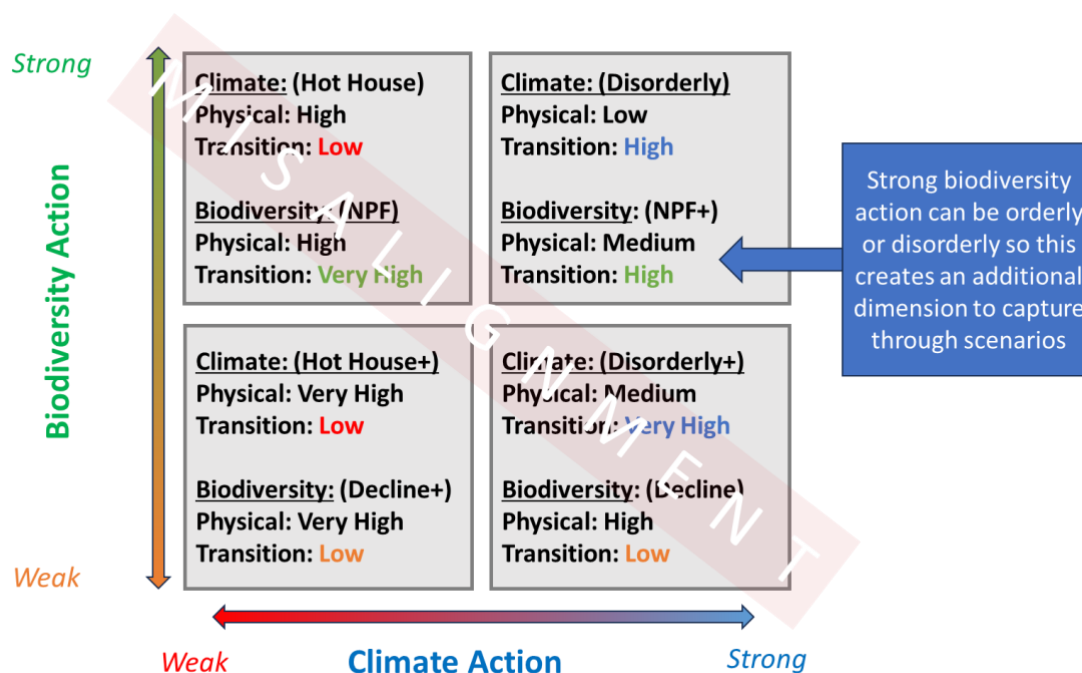 Strong
Biodiversity Action
Weak
Climate: (Hot House)
Physical: High
Transition: Low
Biodiversity: (NPF)
Physical: High
Transition: Very High
Climate: (Disorderly)
Physical: Low
Transition: High
Biodiversity: (NPF+)
Physical: Medium
Transition: High
Strong biodiversity
action can be orderly
or disorderly so this
creates an additional
dimension to capture
through scenarios
Climate: (Hot House+)
Physical: Very High
Transition: Low
Biodiversity: (Decline+)
Physical: Very High
Transition: Low
Climate: (Disorderly+)
Physical: Medium
Transition: Very High
Biodiversity: (Decline)
Physical: High
Transition: Low
MISALIGNMENT
Weak
Climate Action
Strong